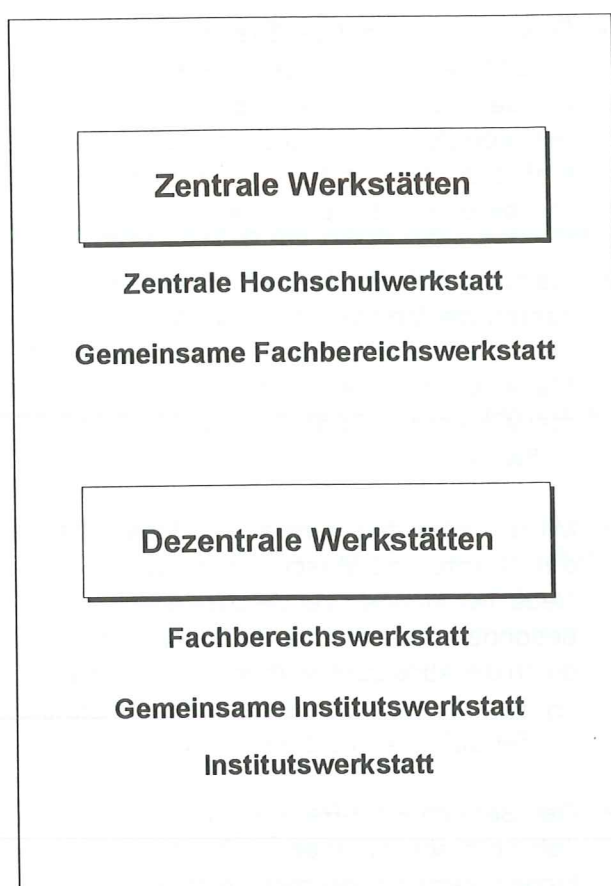 Zentrale Werkstätten
Zentrale Hochschulwerkstatt
Gemeinsame Fachbereichswerkstatt
Dezentrale Werkstätten
Fachbereichswerkstatt
Gemeinsame Institutswerkstatt
Institutswerkstatt